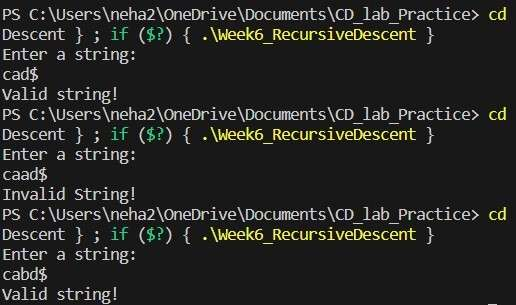 PS C:\Users\neha2\OneDrive\Documents\CD_lab_Practice> cd
Descent } ; if ($?) { .\Week6_RecursiveDescent }
Enter a string:
cad$
Valid string!
PS C:\Users\neha2\OneDrive\Documents\CD_lab_Practice> cd
Descent } ; if ($?) { .\Week6_RecursiveDescent }
Enter a string:
caad$
Invalid String!
PS C:\Users\neha2\OneDrive\Documents\CD_lab_Practice> cd
Descent } ; if ($?) { .\Week6_RecursiveDescent }
Enter a string:
cabd$
Valid string!